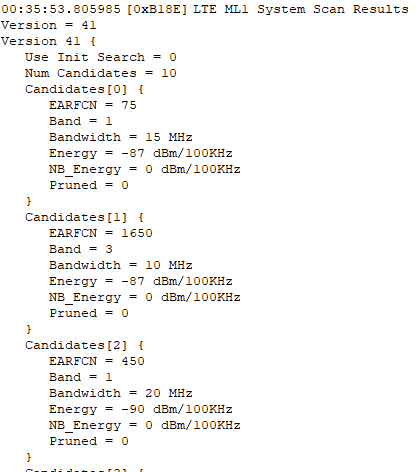 00:35:53.805985 [0xB18E] LTE ML1 System Scan Results
Version = 41
Version 41 {
Use Init Search = 0
Num Candidates = 10
Candidates[0] {
EARFCN = 75
Band = 1
Bandwidth = 15 MHz
Energy = -87 dBm/100KHz
NB_Energy = 0 dBm/100KHz
Pruned = 0
}
Candidates[1] {
EARFCN = 1650
Band = 3
Bandwidth = 10 MHz
Energy = -87 dBm/100KHz
NB_Energy = 0 dBm/100KHz
Pruned = 0
}
Candidates[2] {
EARFCN = 450
Band = 1
Bandwidth = 20 MHz
Energy = -90 dBm/100KHz
NB_Energy = 0 dBm/100KHz
Pruned = 0
}